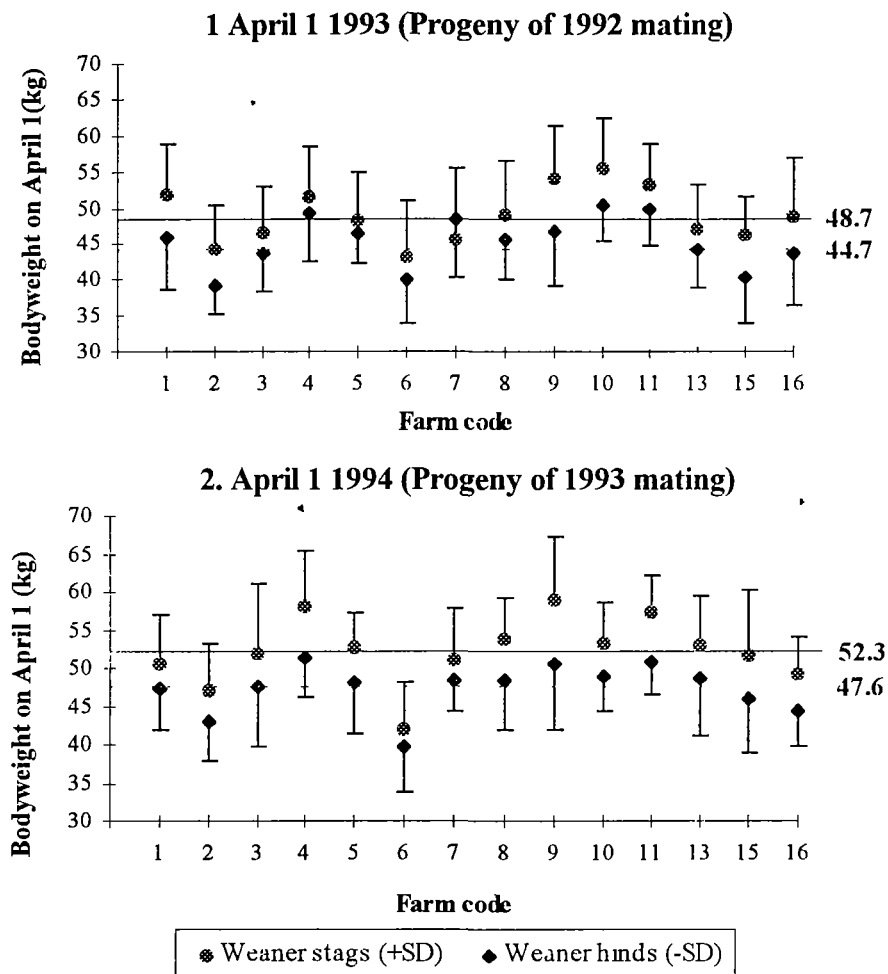 1 April 1 1993 (Progeny of 1992 mating)
Bodyweight on April 1(kg)
70
65
60
55
50
45
40
35
30
48.7
44.7
1 2 3 4 5 6 7 8 9 10 11 13 15 16
Farm code
2. April 1 1994 (Progeny of 1993 mating)
Bodyweight on April 1 (kg)
70
65
60
55
50
45
40
35
30
52.3
47.6
1 2 3 4 5 6 7 8 9 10 11 13 15 16
Farm code
Weaner stags (+SD) Weaner hinds (-SD)